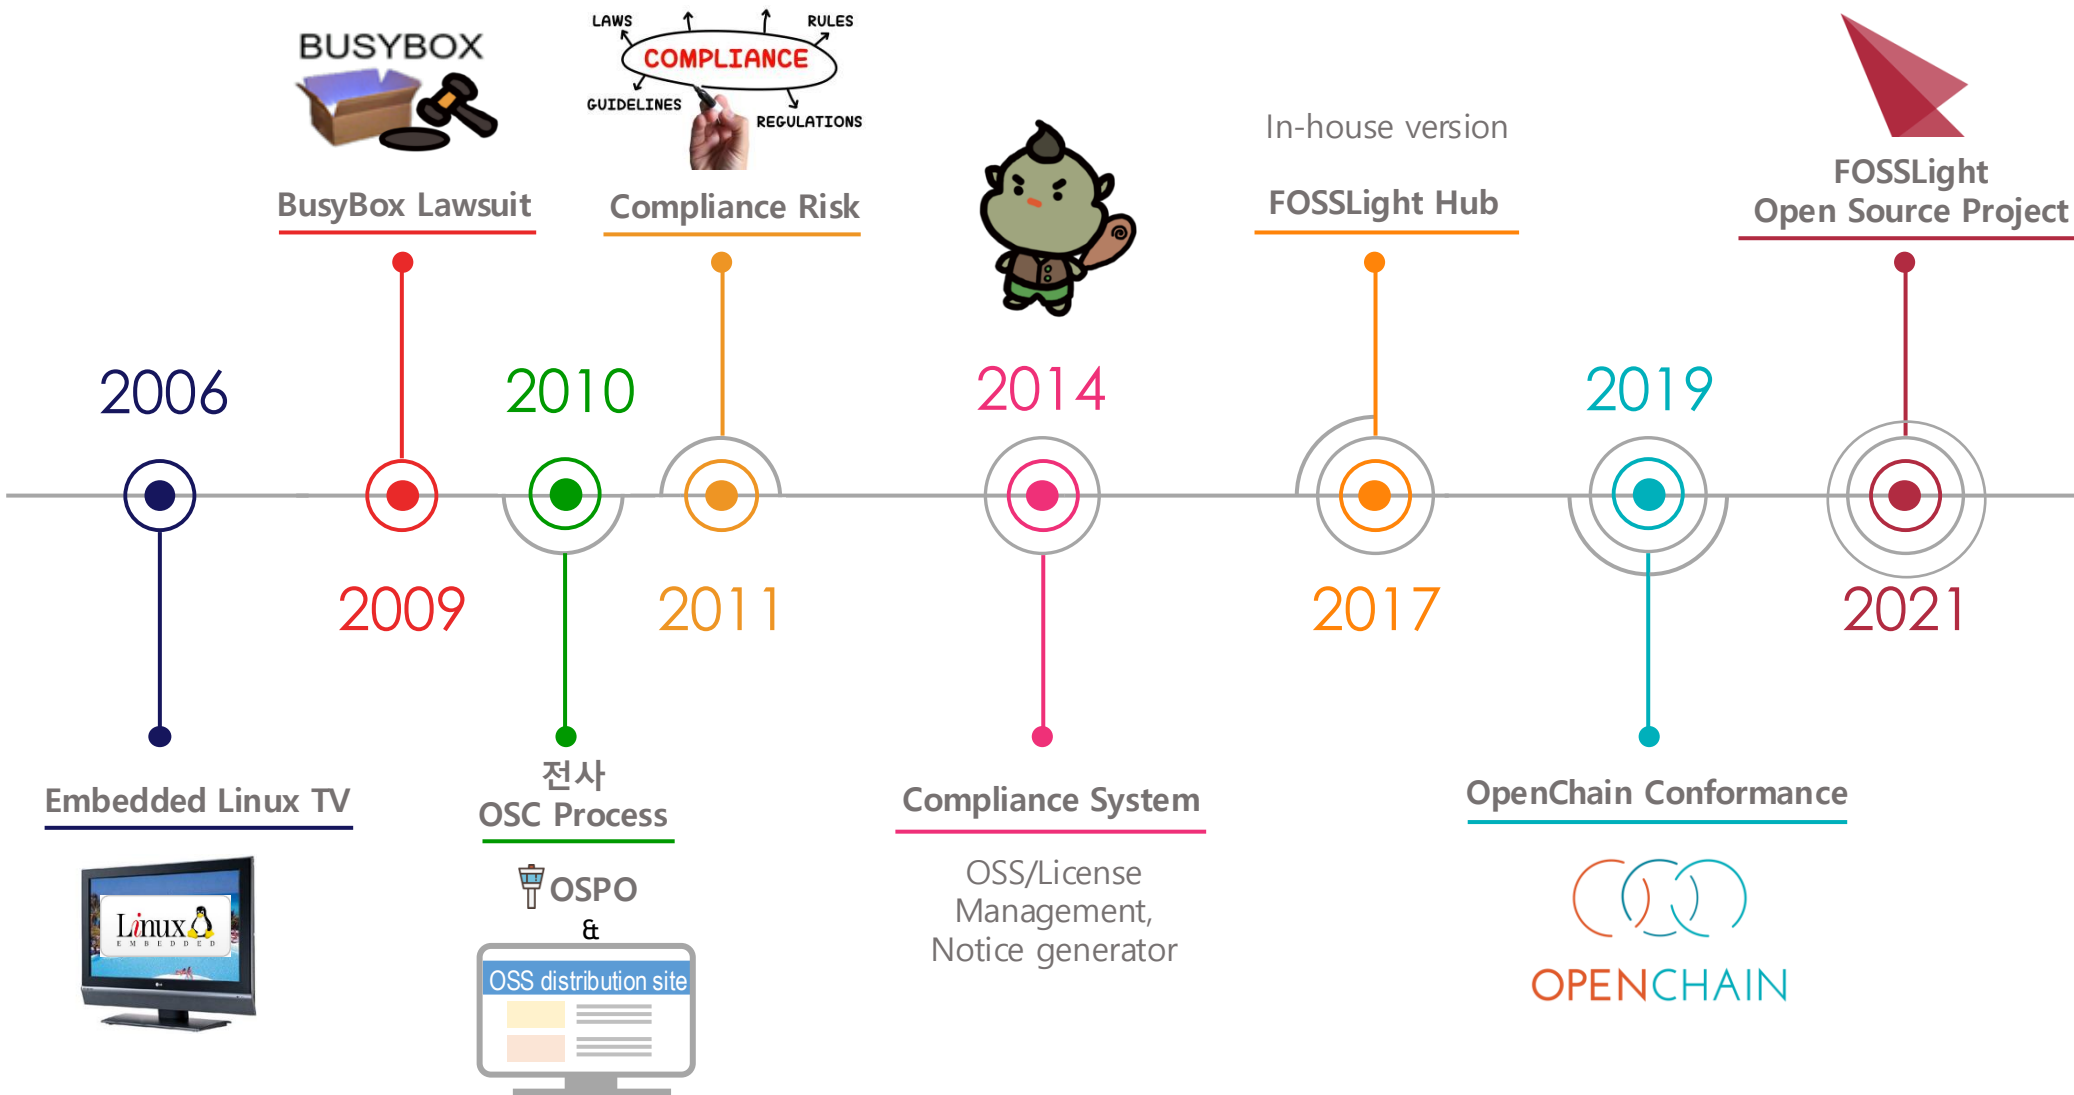 BUSYBOX
BusyBox Lawsuit
LAWS
RULES
COMPLIANCE
GUIDELINES
REGULATIONS
Compliance Risk
In-house version
FOSSLight Hub
FOSSLight
Open Source Project
2006
2010
2014
2019
2009
2011
2017
2021
Embedded Linux TV
Linux
EMBEDDED
전사
OSC Process
OSPO
&
OSS distribution site
Compliance System
OSS/License
Management,
Notice generator
OpenChain Conformance
OPENCHAIN